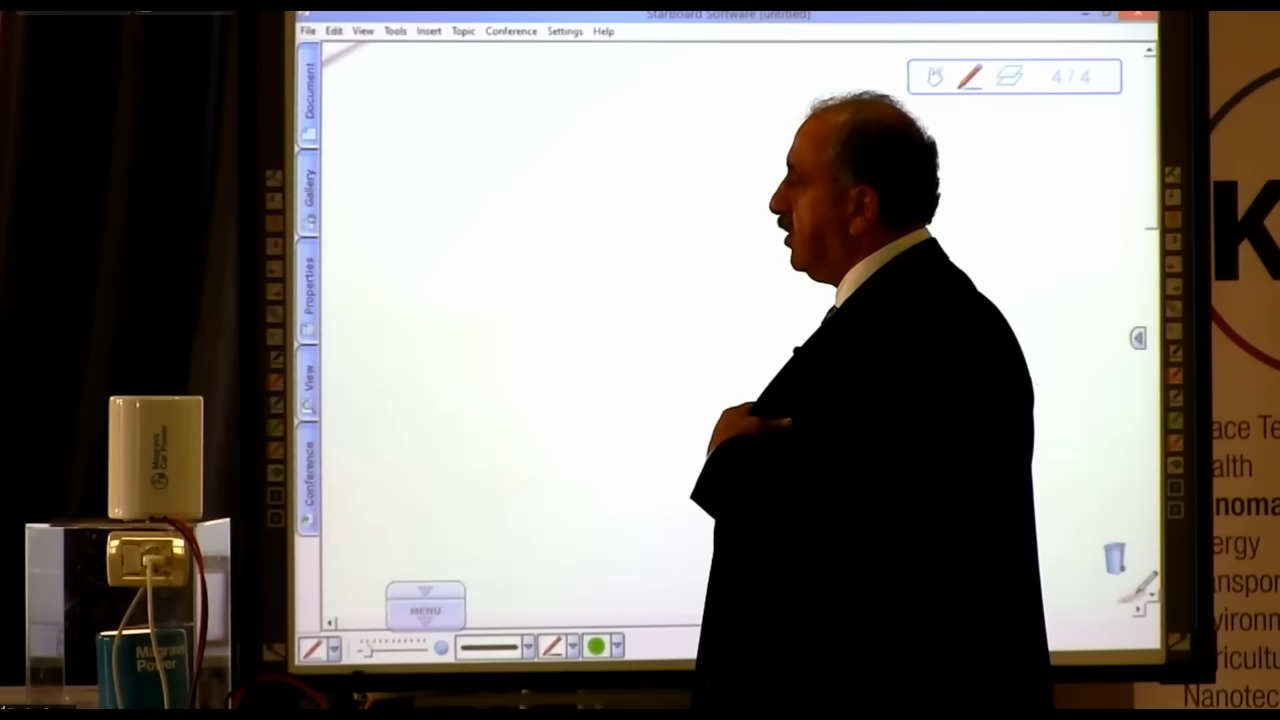 StarBoard Software [untitled]
File Edit View Tools Insert Topic Conference Settings Help
4 / 4
Document
Gallery
Properties
View
Conference
MENU
Magrav
Power
K
ace Te
alth
noma
ergy
nspor
vironn
ricultu
Nanotec